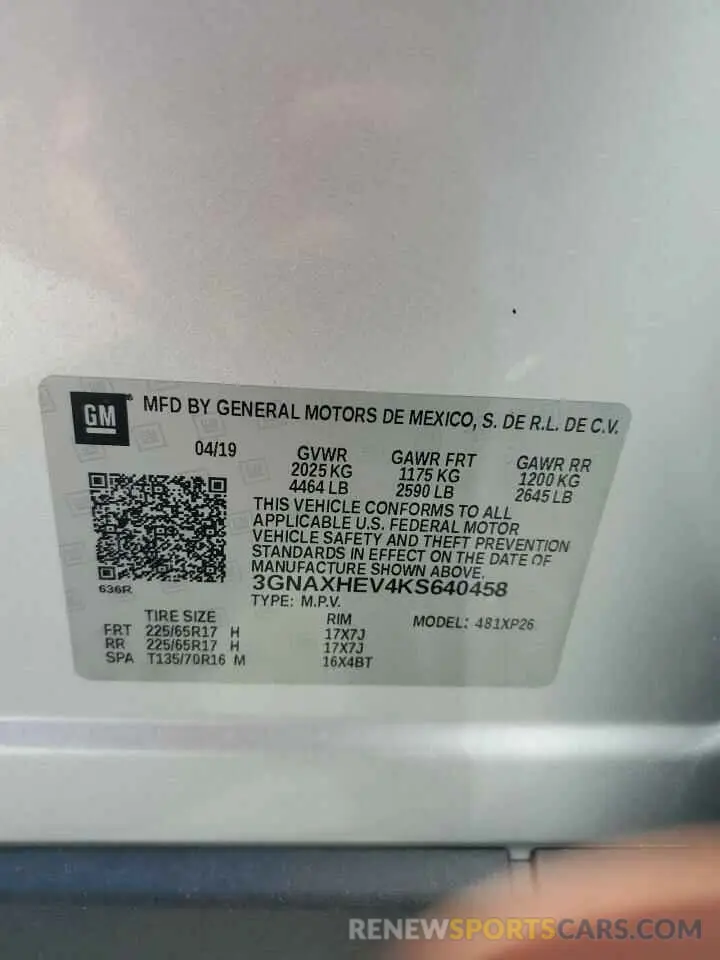 GM ® MFD BY GENERAL MOTORS DE MEXICO, S. DE R.L. DE C.V.
04/19 GVWR GAWR FRT GAWR RR
2025 KG 1175 KG 1200 KG
4464 LB 2590 LB 2645 LB
THIS VEHICLE CONFORMS TO ALL
APPLICABLE U.S. FEDERAL MOTOR
VEHICLE SAFETY AND THEFT PREVENTION
STANDARDS IN EFFECT ON THE DATE OF
MANUFACTURE SHOWN ABOVE.
636R
3GNAXHEV4KS640458
TYPE: M.P.V.
TIRE SIZE RIM MODEL: 481XP26
FRT 225/65R17 H 17X7J
RR 225/65R17 H 17X7J
SPA T135/70R16 M 16X4BT
RENEWSPORTSCARS.COM